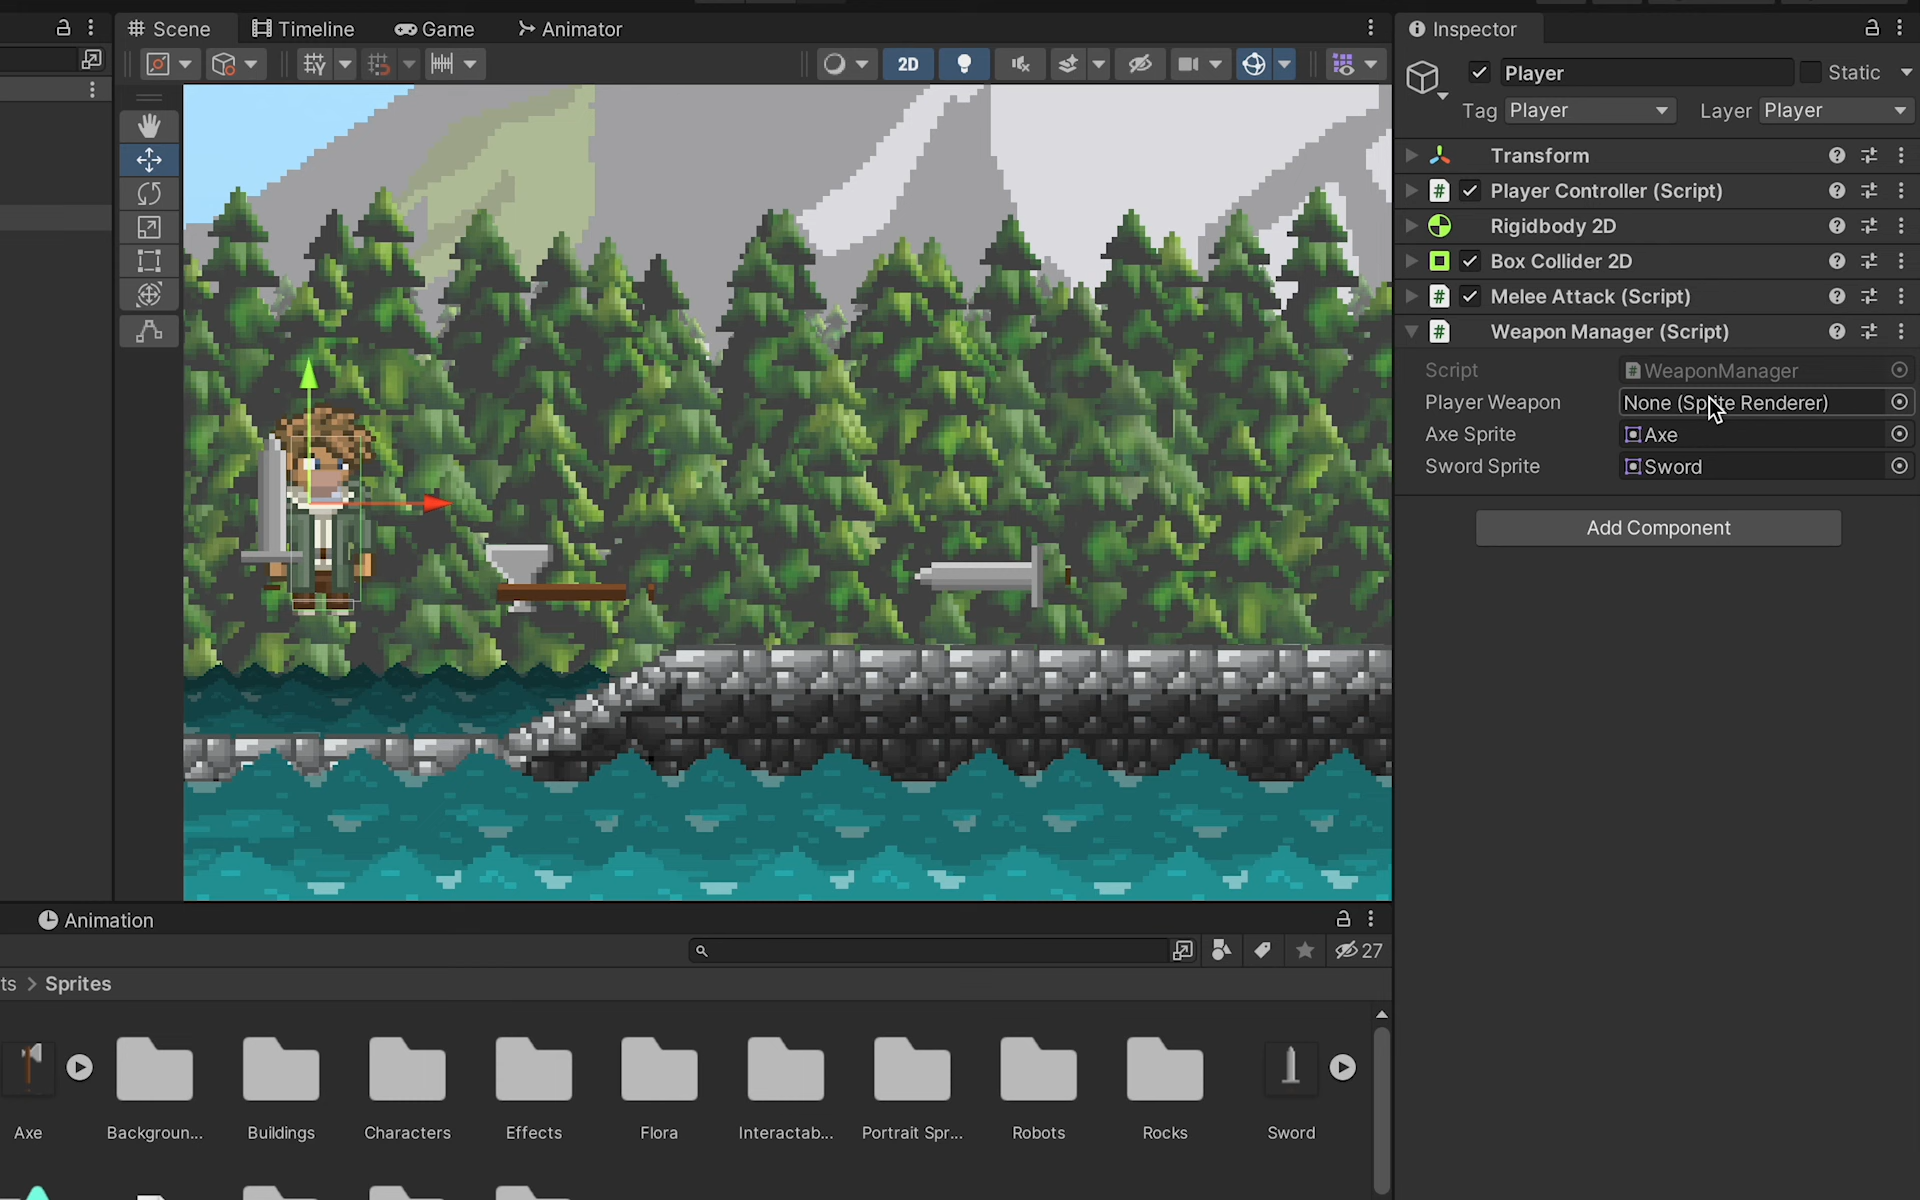 Scene
Timeline
Game
Animator
2D
Inspector
Player
Static
Tag
Player
Layer
Player
Transform
Player Controller (Script)
Rigidbody 2D
Box Collider 2D
Melee Attack (Script)
Weapon Manager (Script)
Script
WeaponManager
Player Weapon
None (Sprite Renderer)
Axe Sprite
Axe
Sword Sprite
Sword
Add Component
Animation
27
ts > Sprites
Axe
Backgroun...
Buildings
Characters
Effects
Flora
Interactab...
Portrait Spr...
Robots
Rocks
Sword